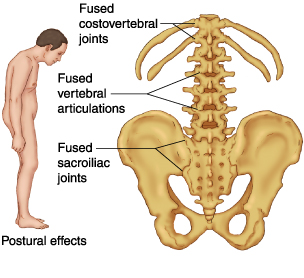 Fused
costovertebral
joints
Fused
vertebral
articulations
Fused
sacroiliac
joints
Postural effects